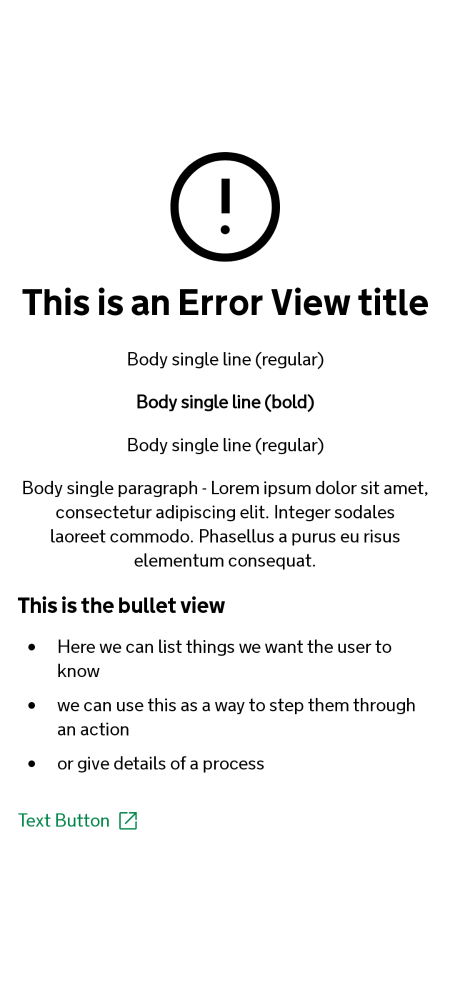 This is an Error View title
Body single line (regular)
Body single line (bold)
Body single line (regular)
Body single paragraph - Lorem ipsum dolor sit amet,
consectetur adipiscing elit. Integer sodales
laoreet commodo. Phasellus a purus eu risus
elementum consequat.
This is the bullet view
• Here we can list things we want the user to
know
• we can use this as a way to step them through
an action
• or give details of a process
Text Button